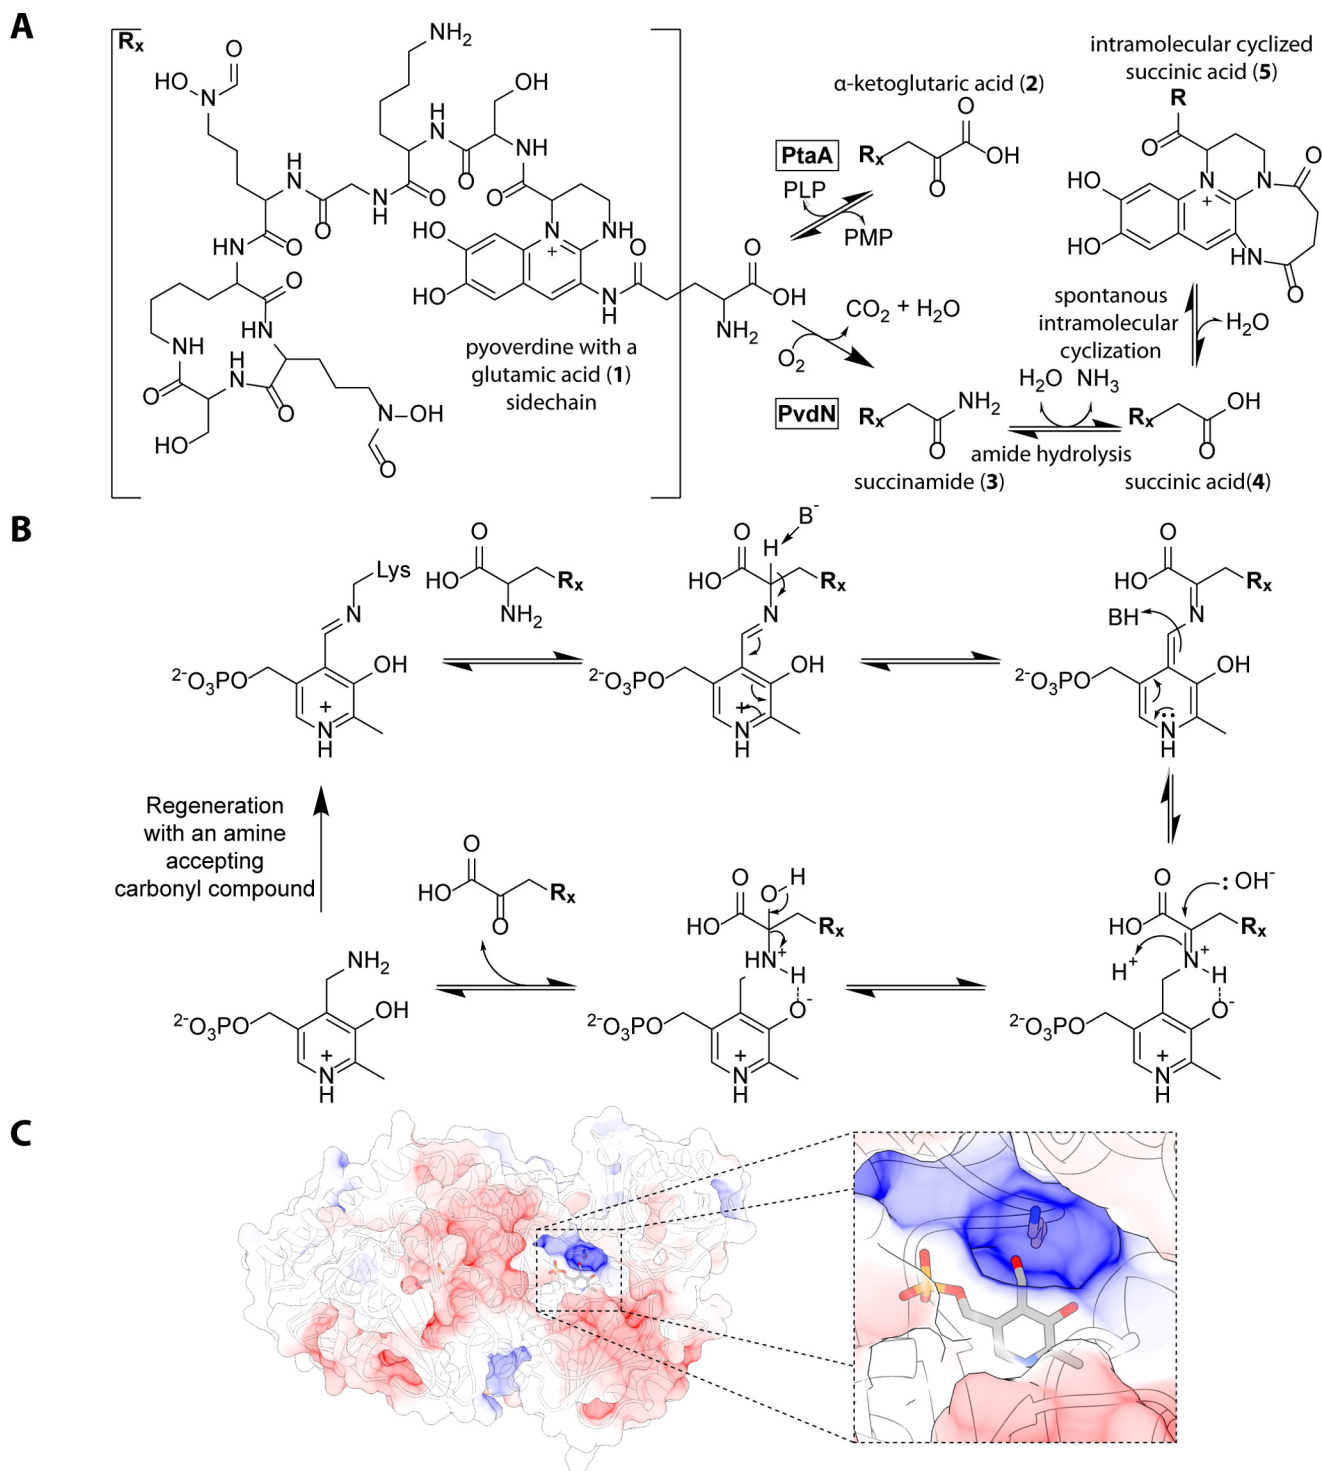 A
Rx
O
HO
N
NH2
OH
H
N
O
NH
H
N
O
N
H
O
O
O
HN
O
O
HN
NH
O
H
N
O
HO
N
OH
O
HO
HO
N
+
NH
O
N
H
O
OH
NH2
pyoverdine with a
glutamic acid (1)
sidechain
α-ketoglutaric acid (2)
PtaA
PLP
PMP
Rx
O
O
OH
CO2 + H2O
O2
PvdN
Rx
NH2
O
succinamide (3)
H2O NH3
amide hydrolysis
Rx
OH
O
succinic acid(4)
spontanous
intramolecular
cyclization
H2O
intramolecular cyclized
succinic acid (5)
R
O
HO
HO
N
+
N
O
HN
O
B
Lys
N
2-O3PO
OH
+
N
H
O
HO
Rx
NH2
B-
O
H
HO
Rx
N
2-O3PO
OH
+
N
H
O
HO
Rx
BH
N
2-O3PO
OH
N
H
Regeneration
with an amine
accepting
carbonyl compound
NH2
2-O3PO
OH
+
N
H
O
HO
Rx
O
O
O
H
HO
Rx
HN+
H
O-
2-O3PO
+
N
H
O
:OH-
HO
Rx
H+
N+
H
O-
2-O3PO
+
N
H
C